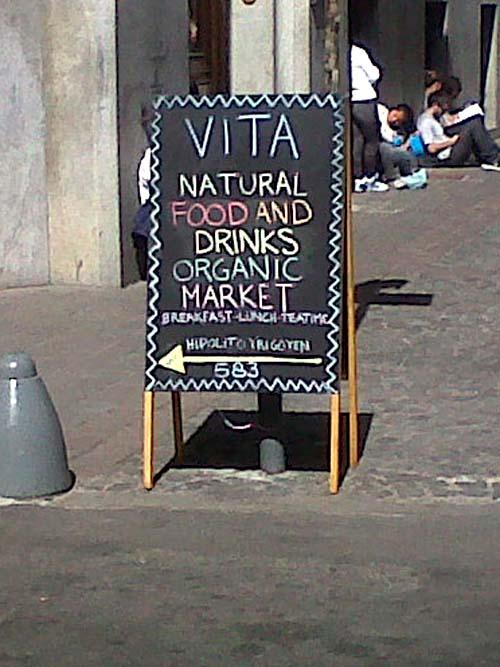 VITA
NATURAL
FOOD AND
DRINKS
ORGANIC
MARKET
BREAKFAST-LUNCH-TEATIME
HIPOLITO YRIGOYEN
583